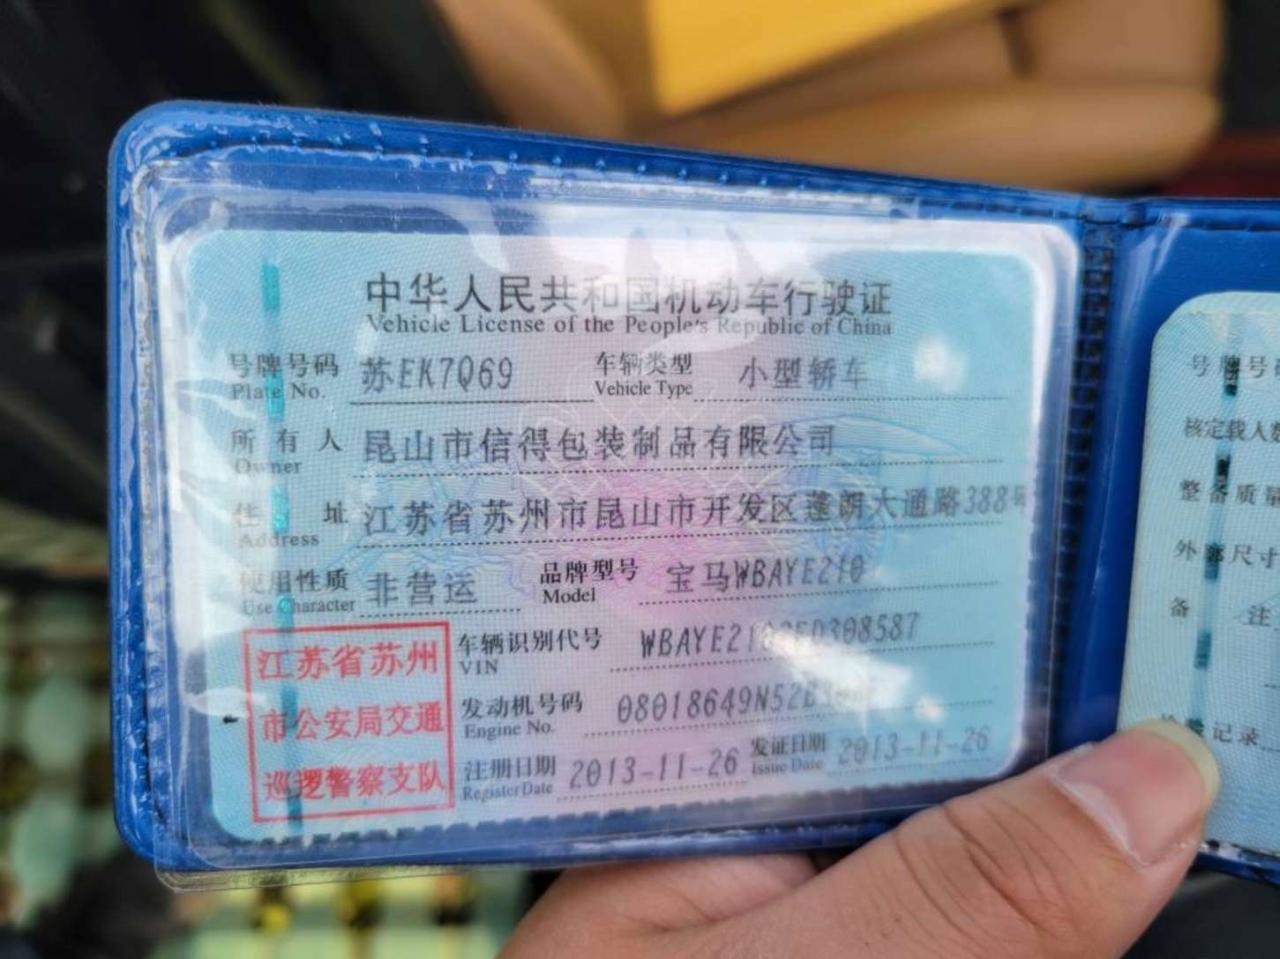 中华人民共和国机动车行驶证
Vehicle License of the People's Republic of China
号牌号码 苏EK7Q69 车辆类型 小型轿车
Plate No. Vehicle Type
所有人 昆山市信得包装制品有限公司
Owner
住址 江苏省苏州市昆山市开发区蓬朗大通路388号
Address
使用性质 非营运 品牌型号 宝马WBAYE210
Use Character Model
车辆识别代号
VIN
发动机号码
Engine No.
注册日期 2013-11-26 发证日期 2013-11-26
Register Date Issue Date
江苏省苏州
市公安局交通
巡逻警察支队
号牌号
核定载人数
整备质量
外廓尺寸
备 注
记录